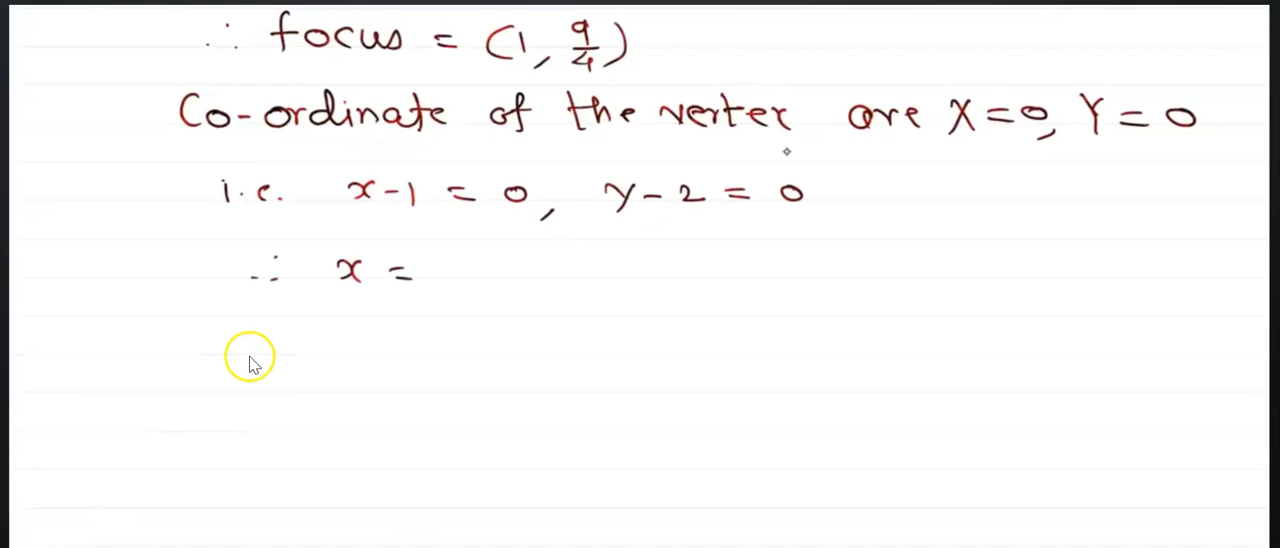 ∴ focus = (1, 9/4)
Co-ordinate of the vertex are X=0, Y=0
i.e. x-1 = 0, y-2 = 0
∴ x =